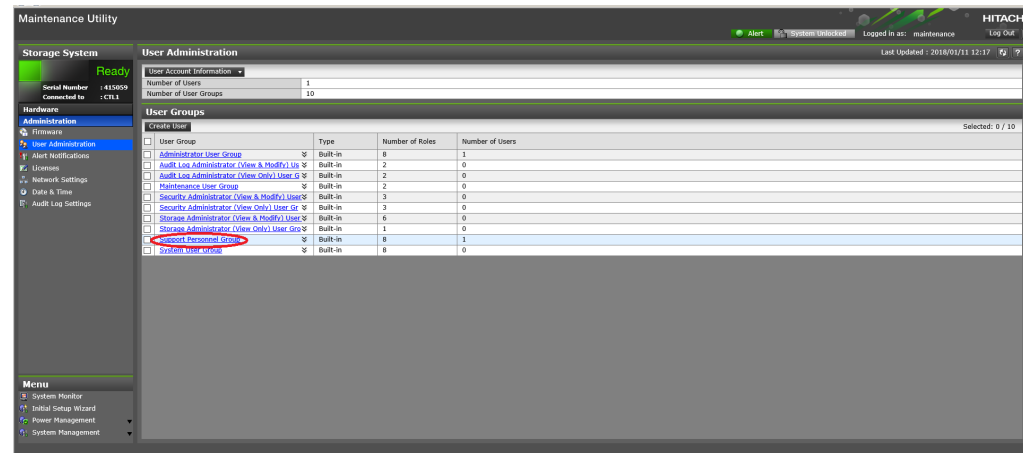 Maintenance Utility
HITACH
Alert System Unlocked Logged in as: maintenance Log Out
Storage System
Ready
Serial Number : 415059
Connected to : CTL1
Hardware
Administration
Firmware
User Administration
Alert Notifications
Licenses
Network Settings
Date & Time
Audit Log Settings
Menu
System Monitor
Initial Setup Wizard
Power Management
System Management
User Administration
Last Updated : 2018/01/11 12:17 ?
User Account Information
Number of Users 1
Number of User Groups 10
User Groups
Create User Selected: 0 / 10
User Group Type Number of Roles Number of Users
Administrator User Group Built-in 8 1
Audit Log Administrator (View & Modify) Us Built-in 2 0
Audit Log Administrator (View Only) User G Built-in 2 0
Maintenance User Group Built-in 2 0
Security Administrator (View & Modify) User Built-in 3 0
Security Administrator (View Only) User Gr Built-in 3 0
Storage Administrator (View & Modify) User Built-in 6 0
Storage Administrator (View Only) User Gro Built-in 1 0
Support Personnel Group Built-in 8 1
System User Group Built-in 8 0